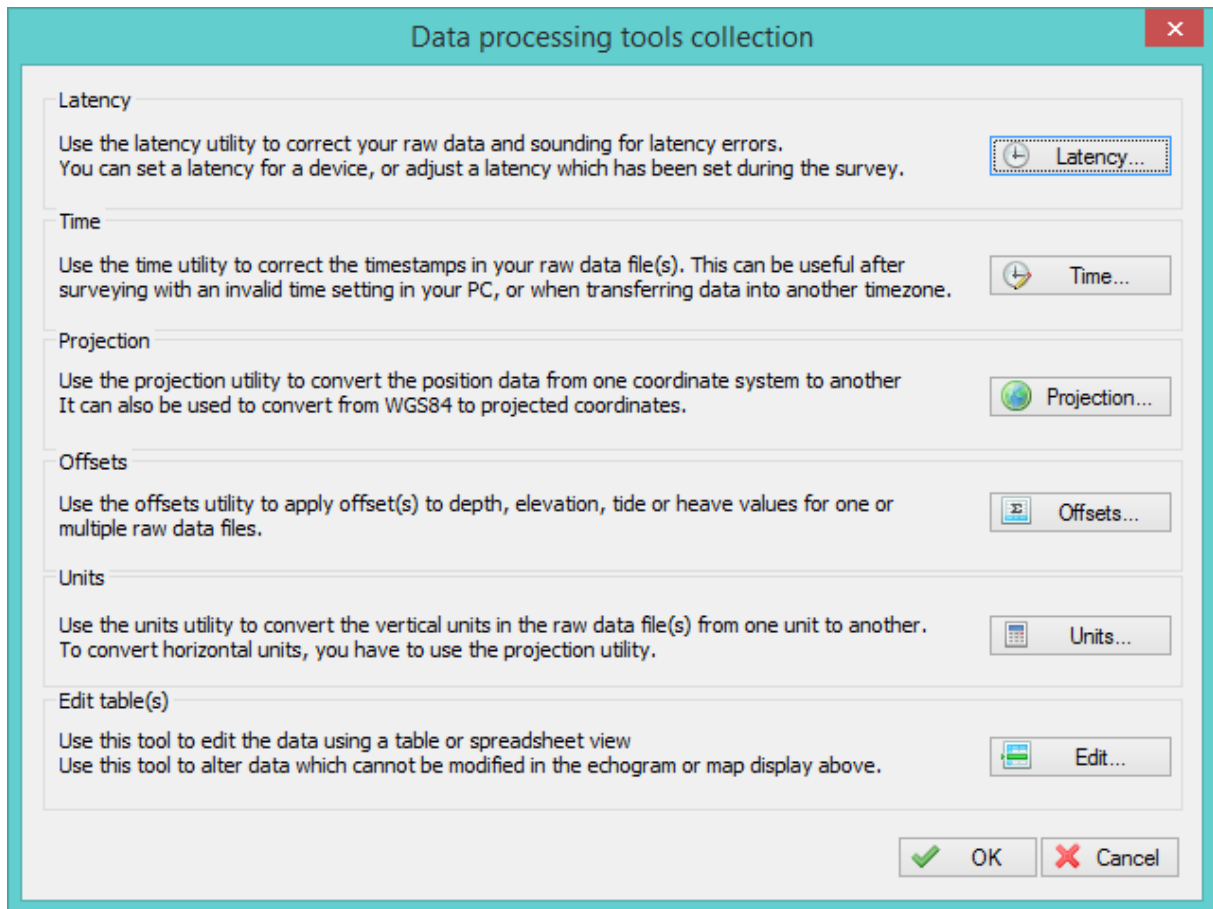 Data processing tools collection
Latency
Use the latency utility to correct your raw data and sounding for latency errors.
You can set a latency for a device, or adjust a latency which has been set during the survey.
Latency...
Time
Use the time utility to correct the timestamps in your raw data file(s). This can be useful after
surveying with an invalid time setting in your PC, or when transferring data into another timezone.
Time...
Projection
Use the projection utility to convert the position data from one coordinate system to another
It can also be used to convert from WGS84 to projected coordinates.
Projection...
Offsets
Use the offsets utility to apply offset(s) to depth, elevation, tide or heave values for one or
multiple raw data files.
Offsets...
Units
Use the units utility to convert the vertical units in the raw data file(s) from one unit to another.
To convert horizontal units, you have to use the projection utility.
Units...
Edit table(s)
Use this tool to edit the data using a table or spreadsheet view
Use this tool to alter data which cannot be modified in the echogram or map display above.
Edit...
OK
Cancel